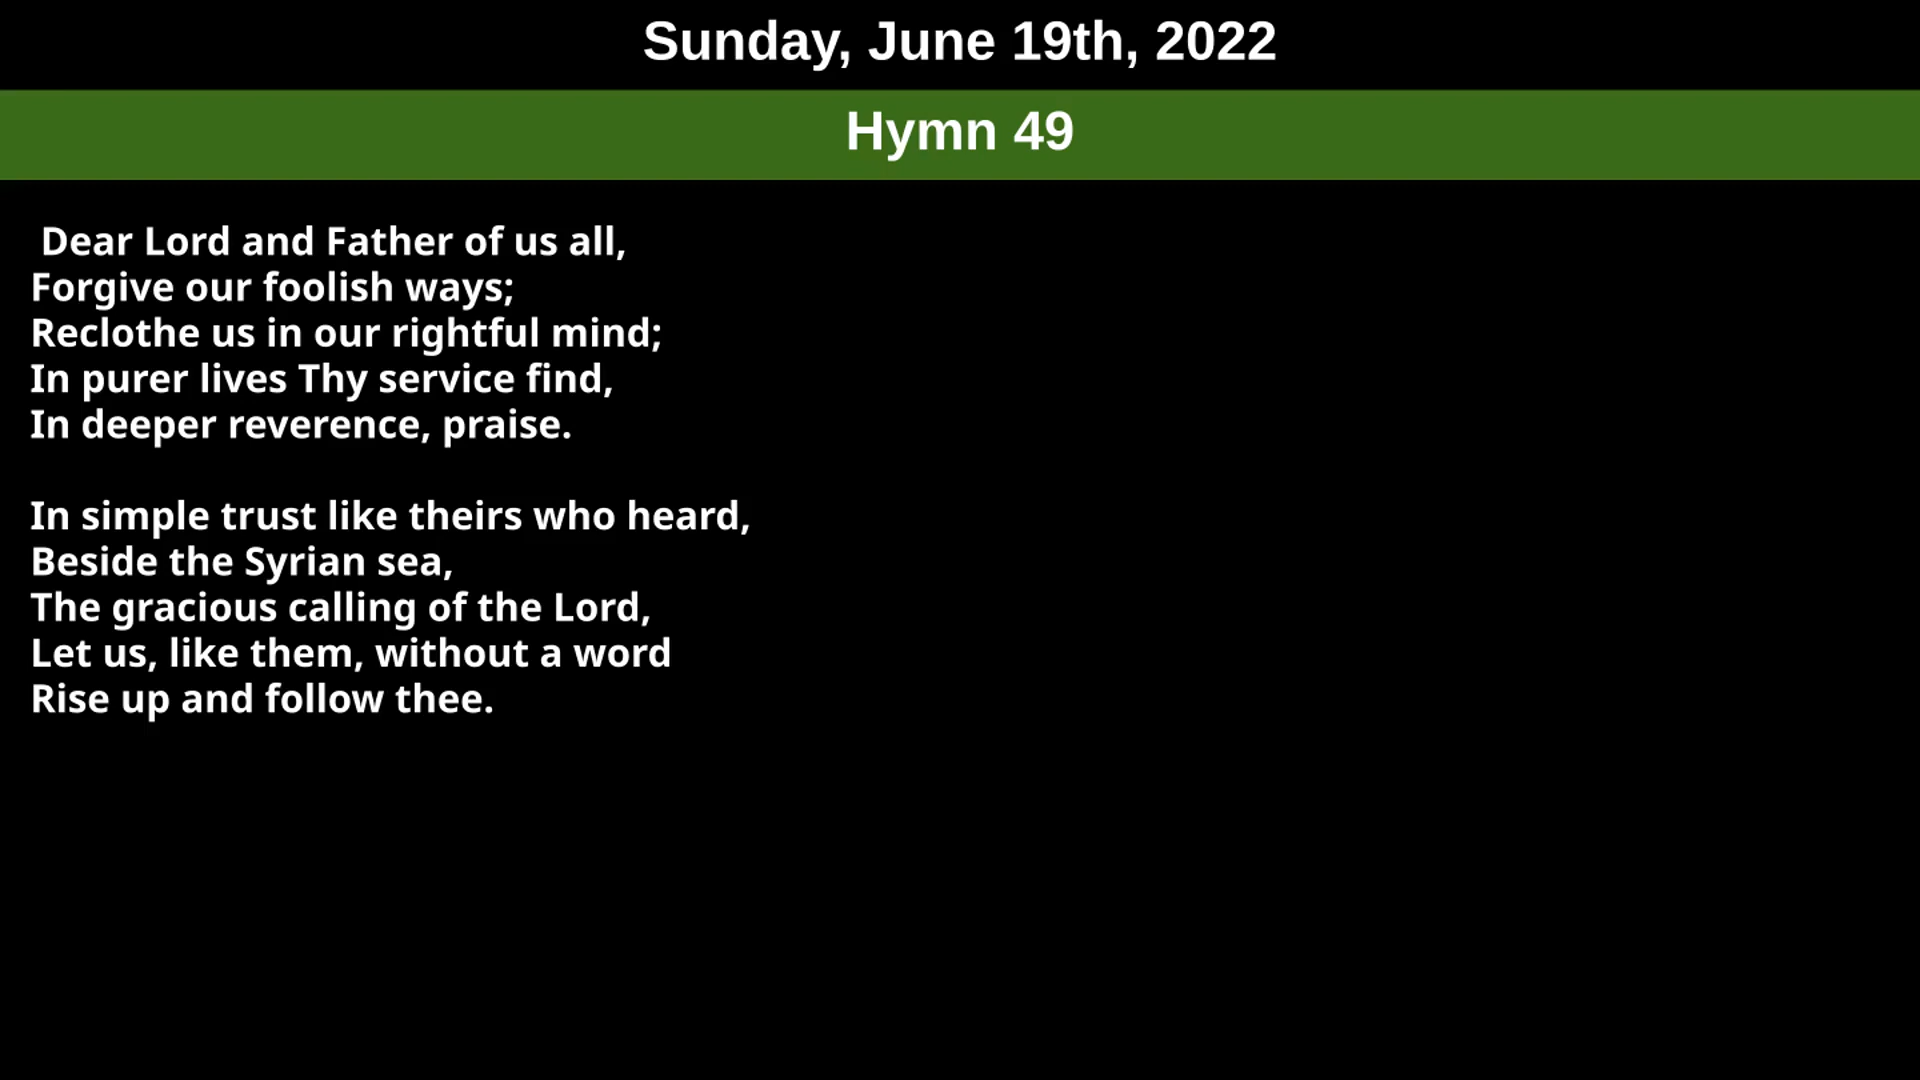 Sunday, June 19th, 2022
Hymn 49
Dear Lord and Father of us all,
Forgive our foolish ways;
Reclothe us in our rightful mind;
In purer lives Thy service find,
In deeper reverence, praise.
In simple trust like theirs who heard,
Beside the Syrian sea,
The gracious calling of the Lord,
Let us, like them, without a word
Rise up and follow thee.